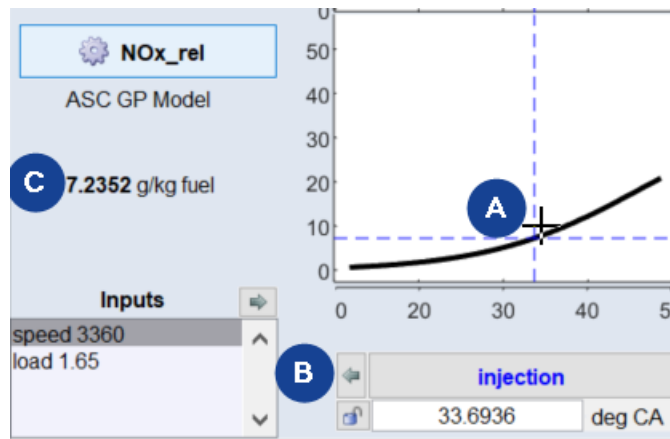 NOx_rel
ASC GP Model
C
7.2352 g/kg fuel
Inputs
speed 3360
load 1.65
50
40
30
20
10
0
A
0 20 30 40
B
injection
33.6936 deg CA